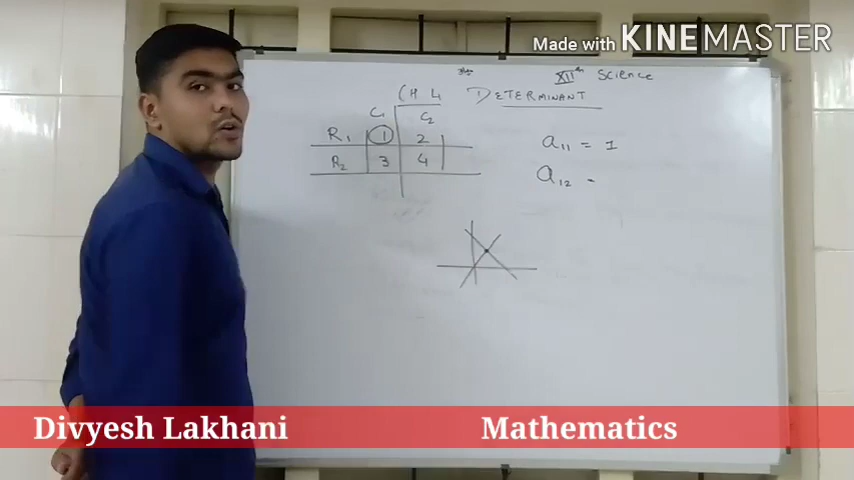 Made with KINEMASTER
XIIth Science
CH 4 DETERMINANT
C1 C2
R1 1 2
R2 3 4
a11 = 1
a12 =
Divyesh Lakhani Mathematics